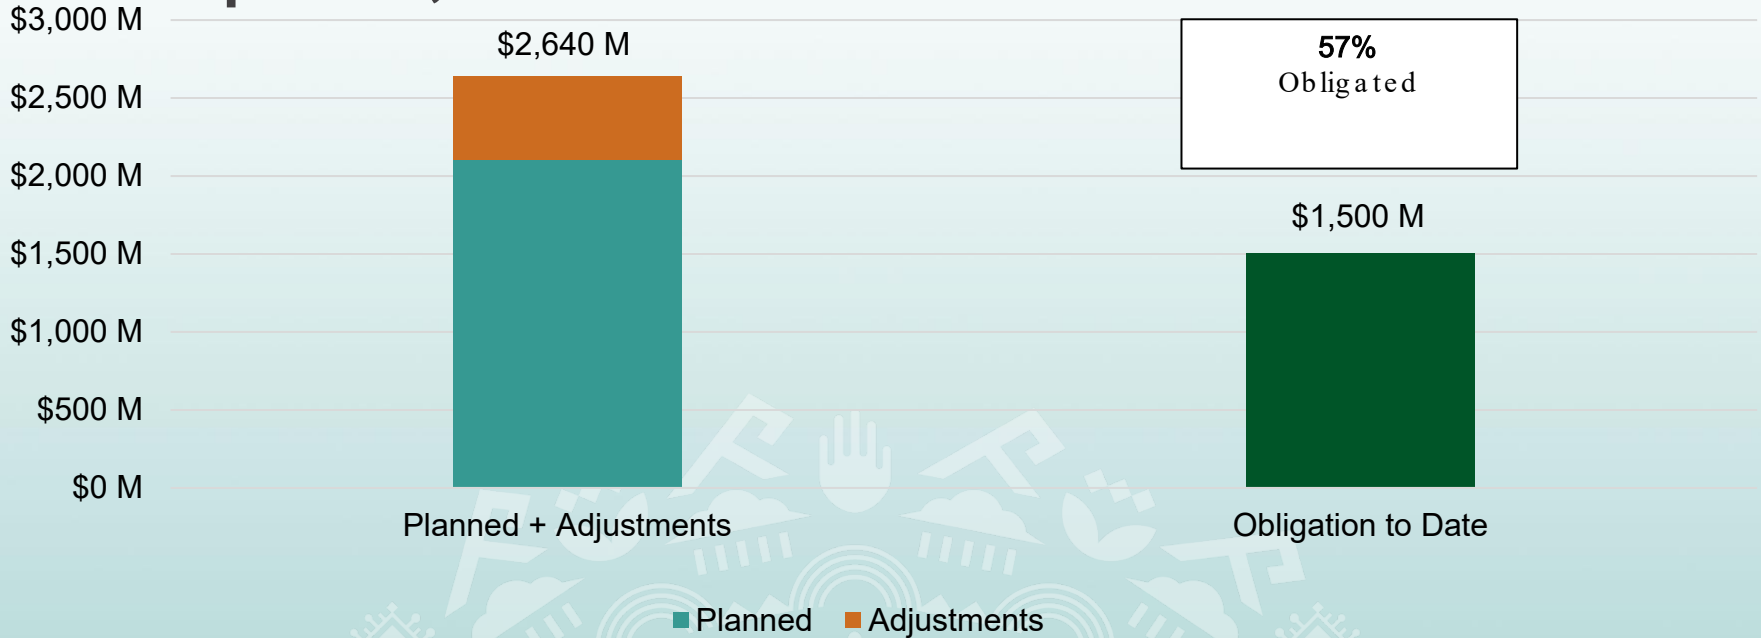 $3,000 M
$2,640 M
57%
Obligated
$2,500 M
$2,000 M
$1,500 M
$1,500 M
$1,000 M
$500 M
$0 M
Planned + Adjustments
Obligation to Date
Planned
Adjustments